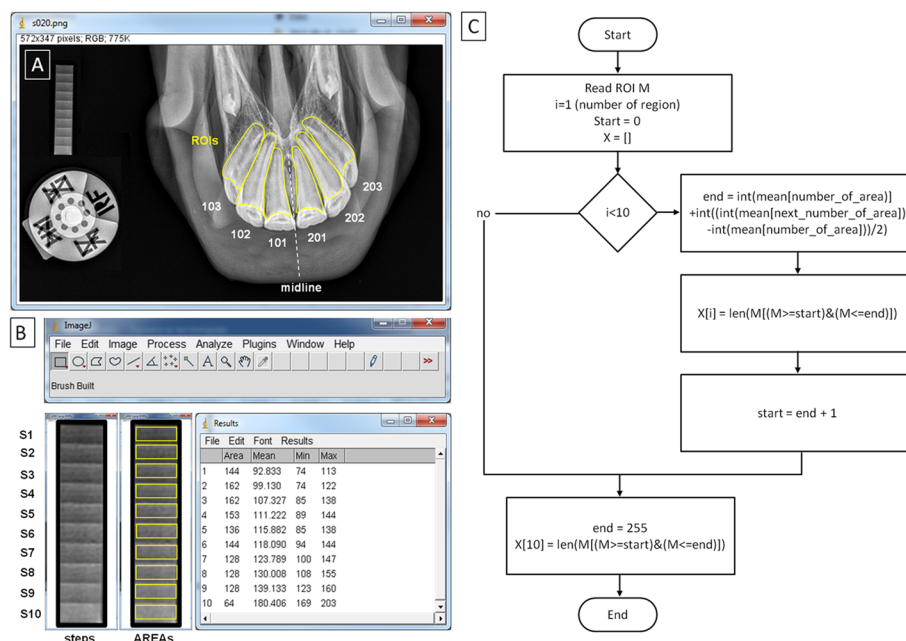 s020.png
572x347 pixels; RGB; 775K
A
ROIs
103
102
101
201
202
203
midline
B
ImageJ
File Edit Image Process Analyze Plugins Window Help
A
>>
Brush Built
S1
S2
S3
S4
S5
S6
S7
S8
S9
S10
steps
AREAs
Results
File Edit Font Results
Area Mean Min Max
1 144 92.833 74 113
2 162 99.130 74 122
3 162 107.327 85 138
4 153 111.222 89 144
5 136 115.882 85 138
6 144 118.090 94 144
7 128 123.789 100 147
8 128 130.008 108 155
9 128 139.133 123 160
10 64 180.406 169 203
C
Start
Read ROI M
i=1 (number of region)
Start = 0
X = []
i<10
no
end = int(mean[number_of_area)]
+int((int(mean[next_number_of_area])
-int(mean[number_of_area]))/2)
X[i] = len(M[(M>=start)&(M<=end)])
start = end + 1
end = 255
X[10] = len(M[(M>=start)&(M<=end)])
End